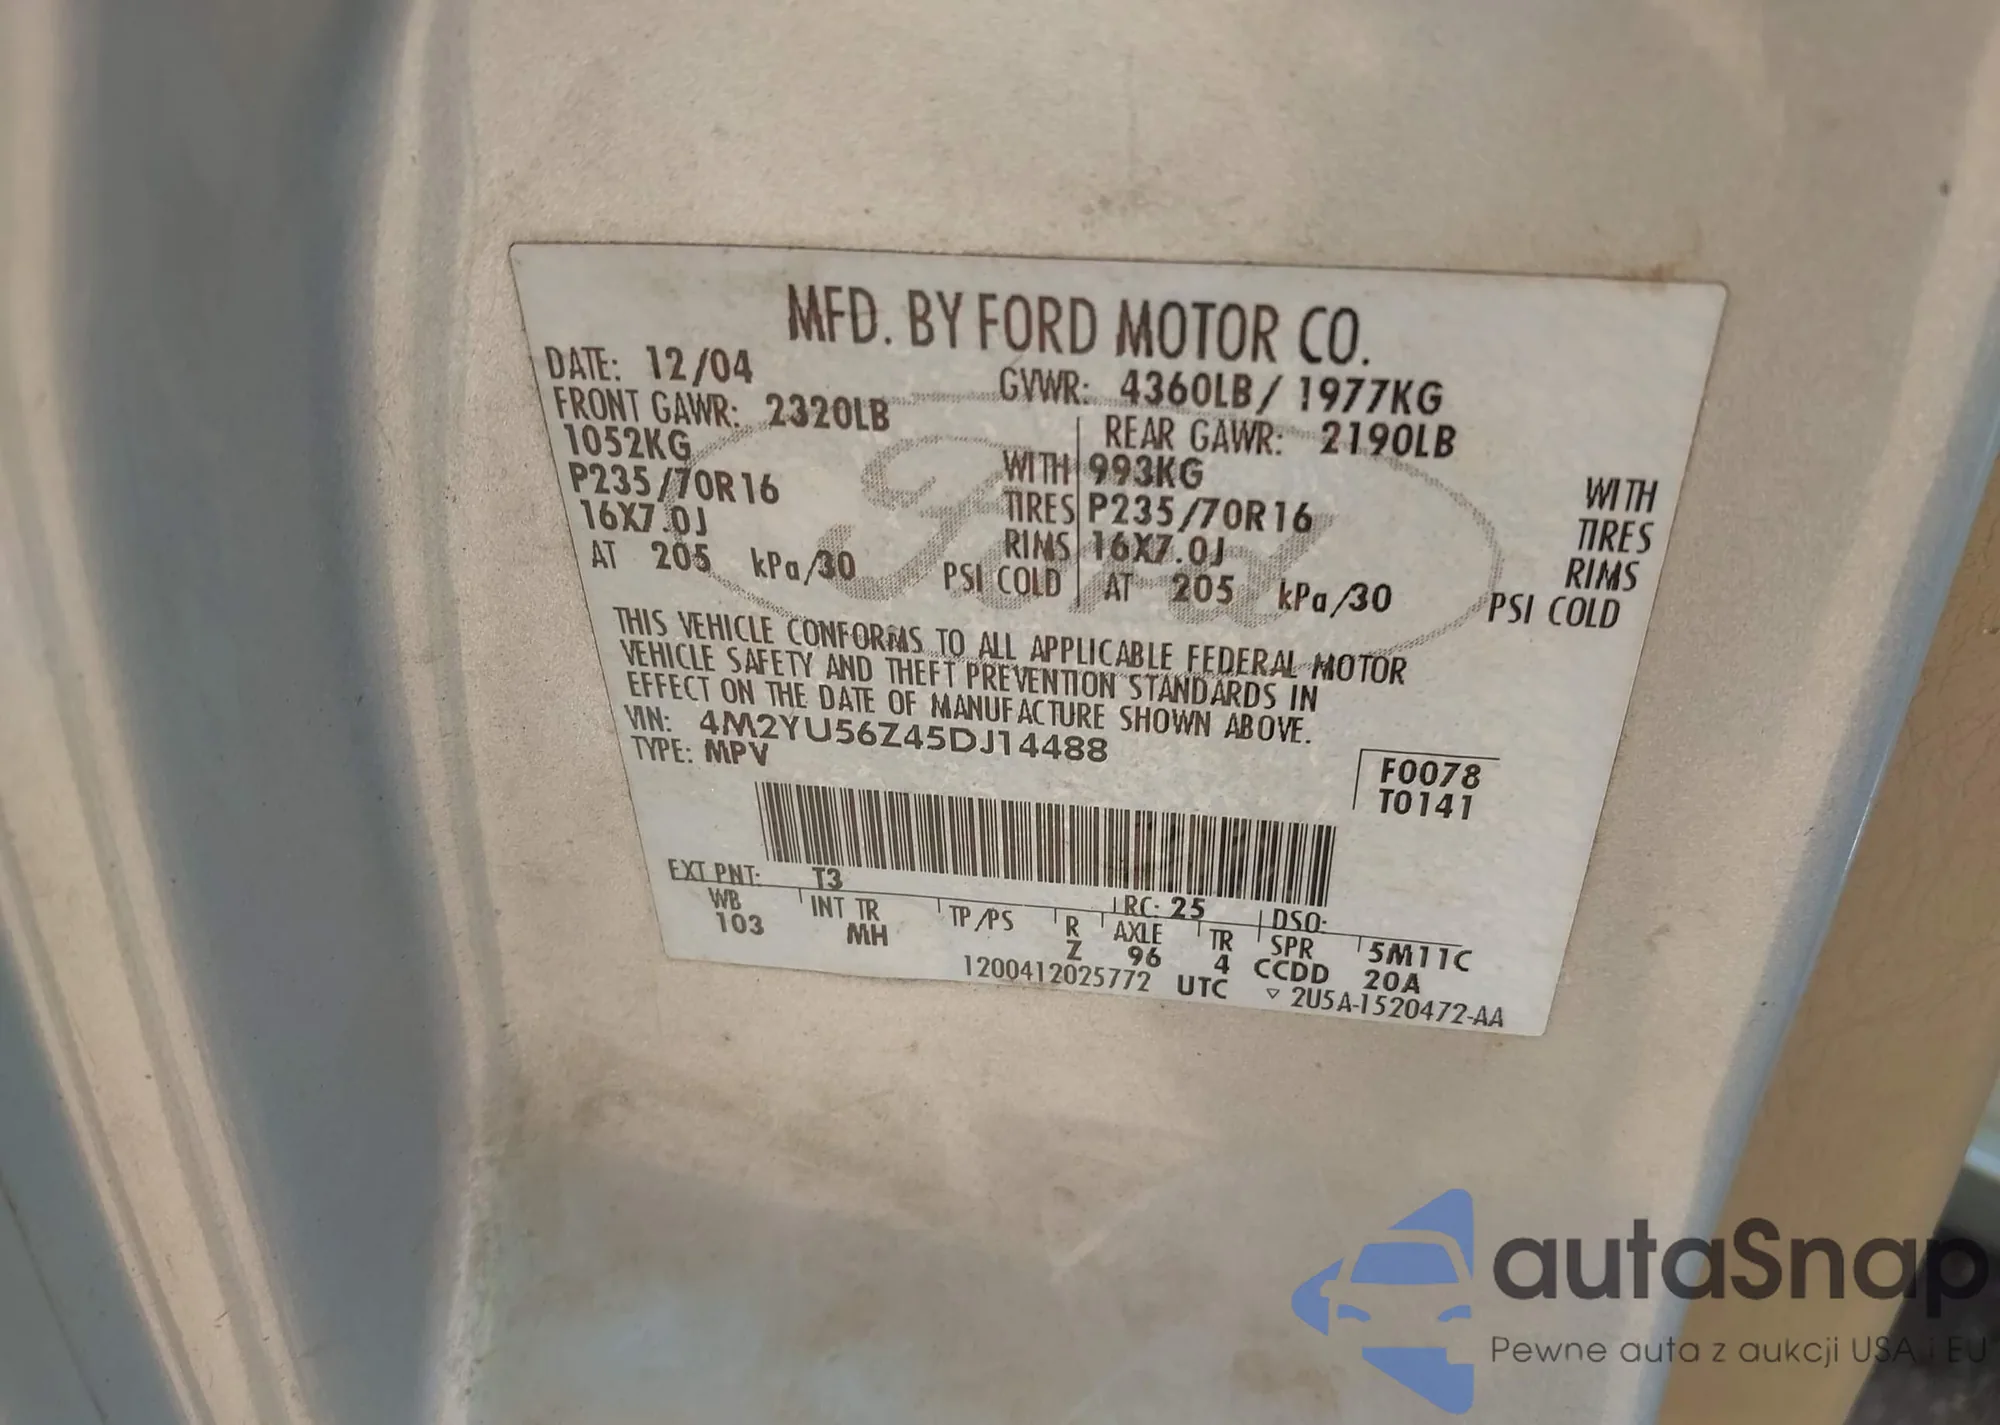 MFD. BY FORD MOTOR CO.
DATE: 12/04 GVWR: 4360LB/ 1977KG
FRONT GAWR: 2320LB REAR GAWR: 2190LB
1052KG WITH 993KG WITH
P235/70R16 TIRES P235/70R16 TIRES
16X7.0J RIMS 16X7.0J RIMS
AT 205 kPa/30 PSI COLD AT 205 kPa/30 PSI COLD
THIS VEHICLE CONFORMS TO ALL APPLICABLE FEDERAL MOTOR
VEHICLE SAFETY AND THEFT PREVENTION STANDARDS IN
EFFECT ON THE DATE OF MANUFACTURE SHOWN ABOVE.
VIN: 4M2YU56Z45DJ14488
TYPE: MPV
F0078
T0141
EXT PNT: T3 RC: 25 DSO:
WB INT TR TP/PS R AXLE TR SPR 5M11C
103 MH Z 96 4 CCDD 20A
1200412025772 UTC ▽ 2U5A-1520472-AA
Ford
autaSnap
Pewne auta z aukcji USA i EU